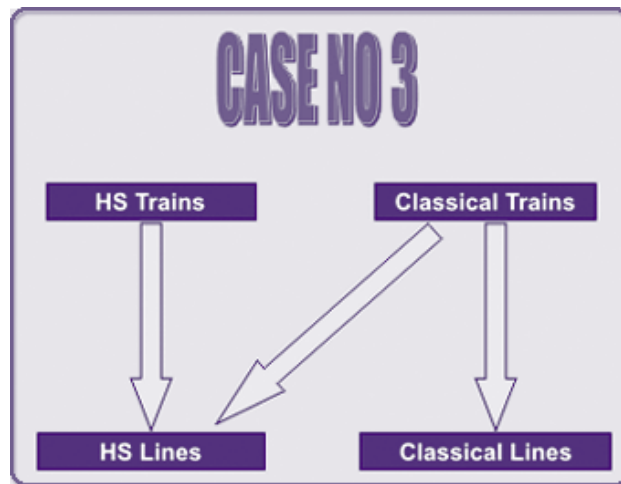 CASE NO 3
HS Trains
Classical Trains
HS Lines
Classical Lines